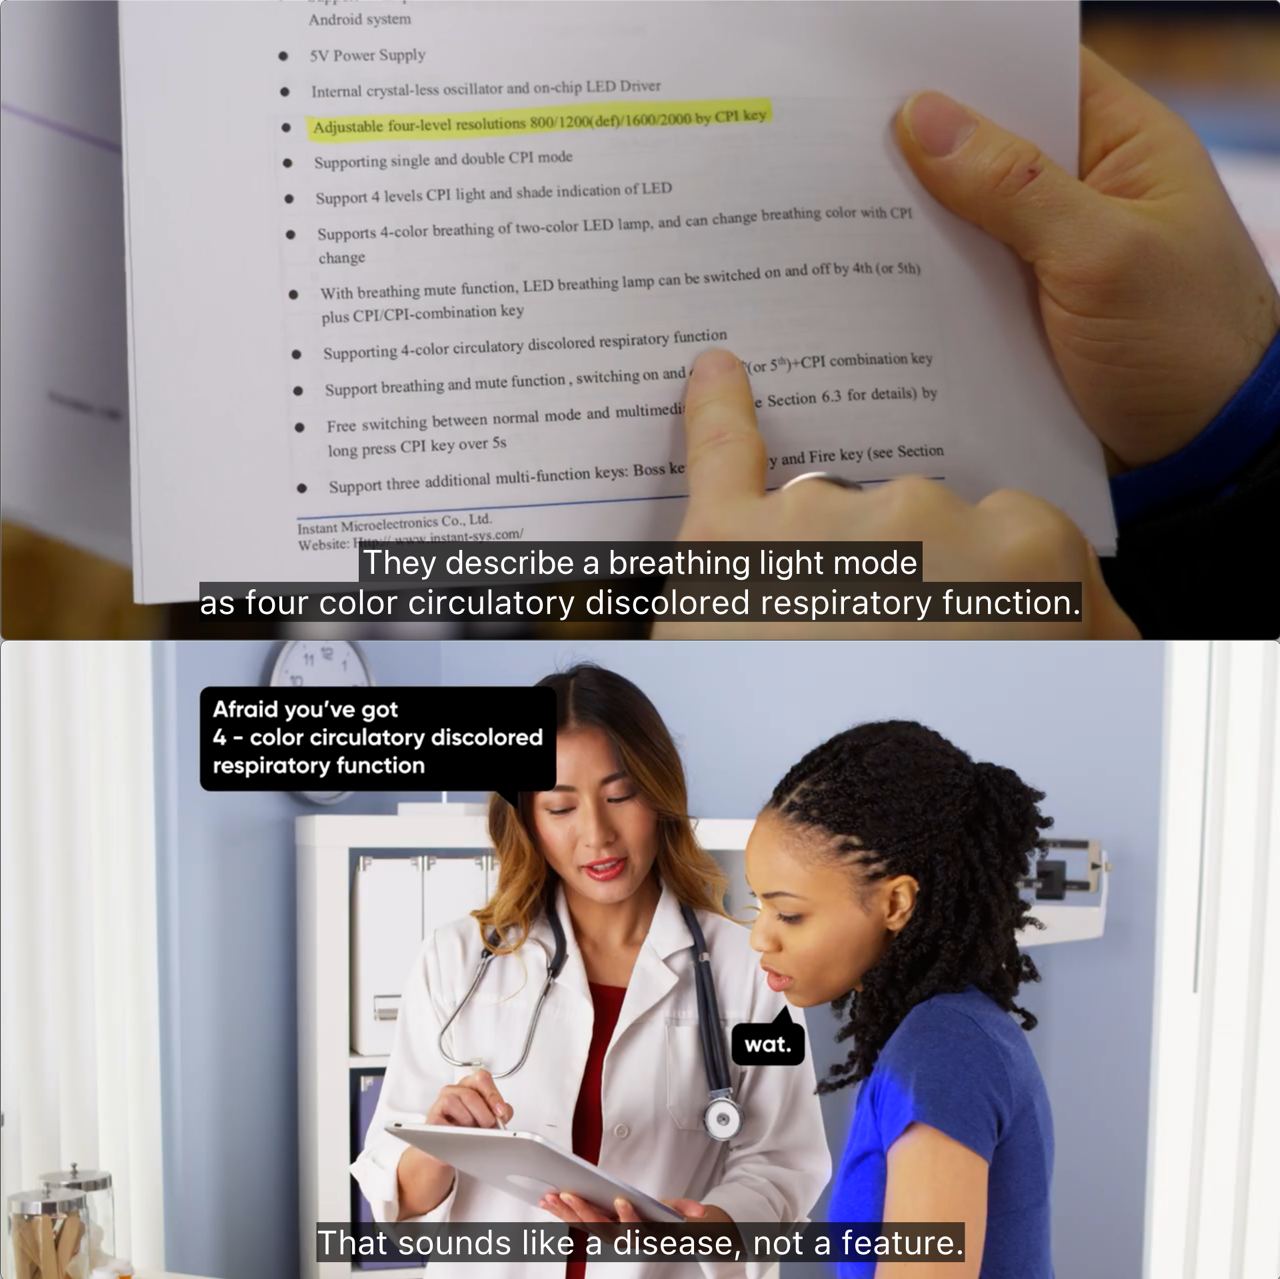 Android system
● 5V Power Supply
● Internal crystal-less oscillator and on-chip LED Driver
● Adjustable four-level resolutions 800/1200(def)/1600/2000 by CPI key
● Supporting single and double CPI mode
● Support 4 levels CPI light and shade indication of LED
● Supports 4-color breathing of two-color LED lamp, and can change breathing color with CPI
change
● With breathing mute function, LED breathing lamp can be switched on and off by 4th (or 5th)
plus CPI/CPI-combination key
● Supporting 4-color circulatory discolored respiratory function
● Support breathing and mute function , switching on and (or 5th)+CPI combination key
● Free switching between normal mode and Section 6.3 for details) by
long press CPI key over 5s
● Support three additional multi-function keys: Boss and Fire key (see Section
Instant Microelectronics Co., Ltd.
Website: Http:// www.instant-sys.com/
They describe a breathing light mode
as four color circulatory discolored respiratory function.
11 12 1
10
Afraid you've got
4 - color circulatory discolored
respiratory function
wat.
That sounds like a disease, not a feature.